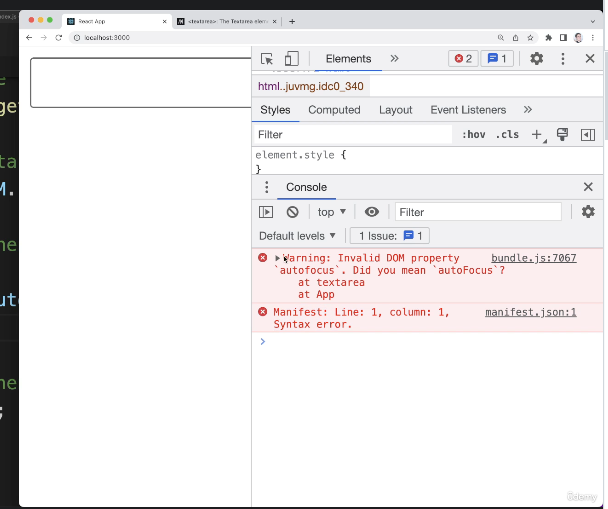 ndex.js
React App
<textarea>: The Textarea elem
localhost:3000
Elements
2
1
html..juvmg.idc0_340
Styles
Computed
Layout
Event Listeners
Filter
:hov
.cls
element.style {
}
Console
top
Filter
Default levels
1 Issue:
1
Warning: Invalid DOM property
bundle.js:7067
`autofocus`. Did you mean `autoFocus`?
at textarea
at App
Manifest: Line: 1, column: 1,
manifest.json:1
Syntax error.
ûdemy